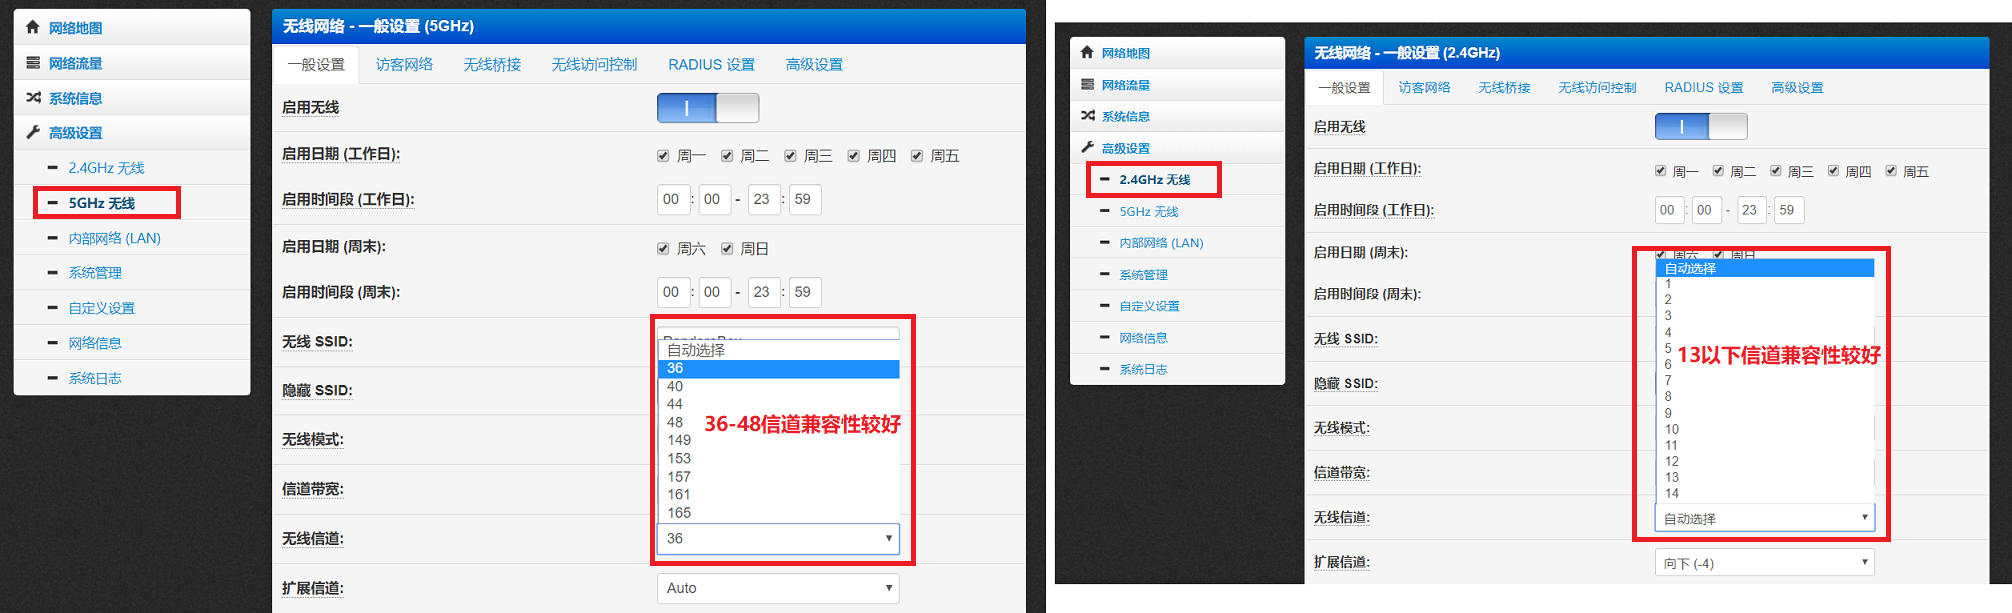 网络地图
网络流量
系统信息
高级设置
2.4GHz 无线
5GHz 无线
内部网络 (LAN)
系统管理
自定义设置
网络信息
系统日志
无线网络 - 一般设置 (5GHz)
一般设置 访客网络 无线桥接 无线访问控制 RADIUS 设置 高级设置
启用无线
启用日期 (工作日): 周一 周二 周三 周四 周五
启用时间段 (工作日): 00 : 00 - 23 : 59
启用日期 (周末): 周六 周日
启用时间段 (周末): 00 : 00 - 23 : 59
无线 SSID:
隐藏 SSID:
无线模式:
信道带宽:
无线信道:
扩展信道:
自动选择
36
40
44
48
149
153
157
161
165
36-48信道兼容性较好
36
Auto
网络地图
网络流量
系统信息
高级设置
2.4GHz 无线
5GHz 无线
内部网络 (LAN)
系统管理
自定义设置
网络信息
系统日志
无线网络 - 一般设置 (2.4GHz)
一般设置 访客网络 无线桥接 无线访问控制 RADIUS 设置 高级设置
启用无线
启用日期 (工作日): 周一 周二 周三 周四 周五
启用时间段 (工作日): 00 : 00 - 23 : 59
启用日期 (周末): 周六 周日
启用时间段 (周末):
无线 SSID:
隐藏 SSID:
无线模式:
信道带宽:
无线信道:
扩展信道:
自动选择
1
2
3
4
5
6
7
8
9
10
11
12
13
14
13以下信道兼容性较好
自动选择
向下 (-4)